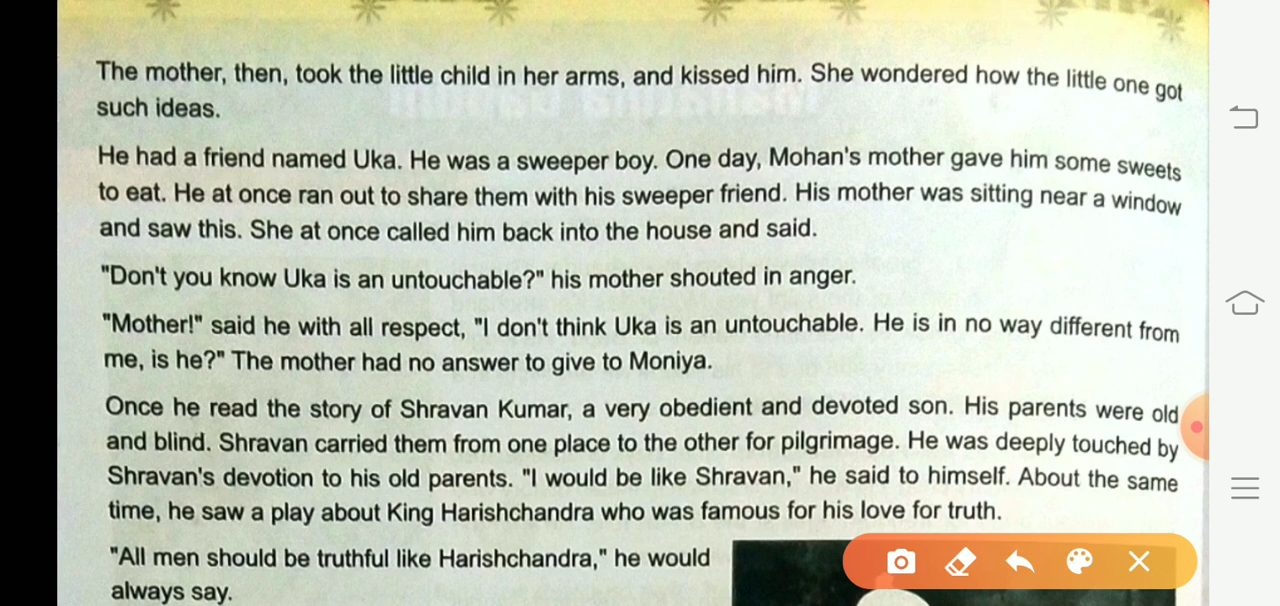 The mother, then, took the little child in her arms, and kissed him. She wondered how the little one got
such ideas.
He had a friend named Uka. He was a sweeper boy. One day, Mohan's mother gave him some sweets
to eat. He at once ran out to share them with his sweeper friend. His mother was sitting near a window
and saw this. She at once called him back into the house and said.
"Don't you know Uka is an untouchable?" his mother shouted in anger.
"Mother!" said he with all respect, "I don't think Uka is an untouchable. He is in no way different from
me, is he?" The mother had no answer to give to Moniya.
Once he read the story of Shravan Kumar, a very obedient and devoted son. His parents were old
and blind. Shravan carried them from one place to the other for pilgrimage. He was deeply touched by
Shravan's devotion to his old parents. "I would be like Shravan," he said to himself. About the same
time, he saw a play about King Harishchandra who was famous for his love for truth.
"All men should be truthful like Harishchandra," he would
always say.